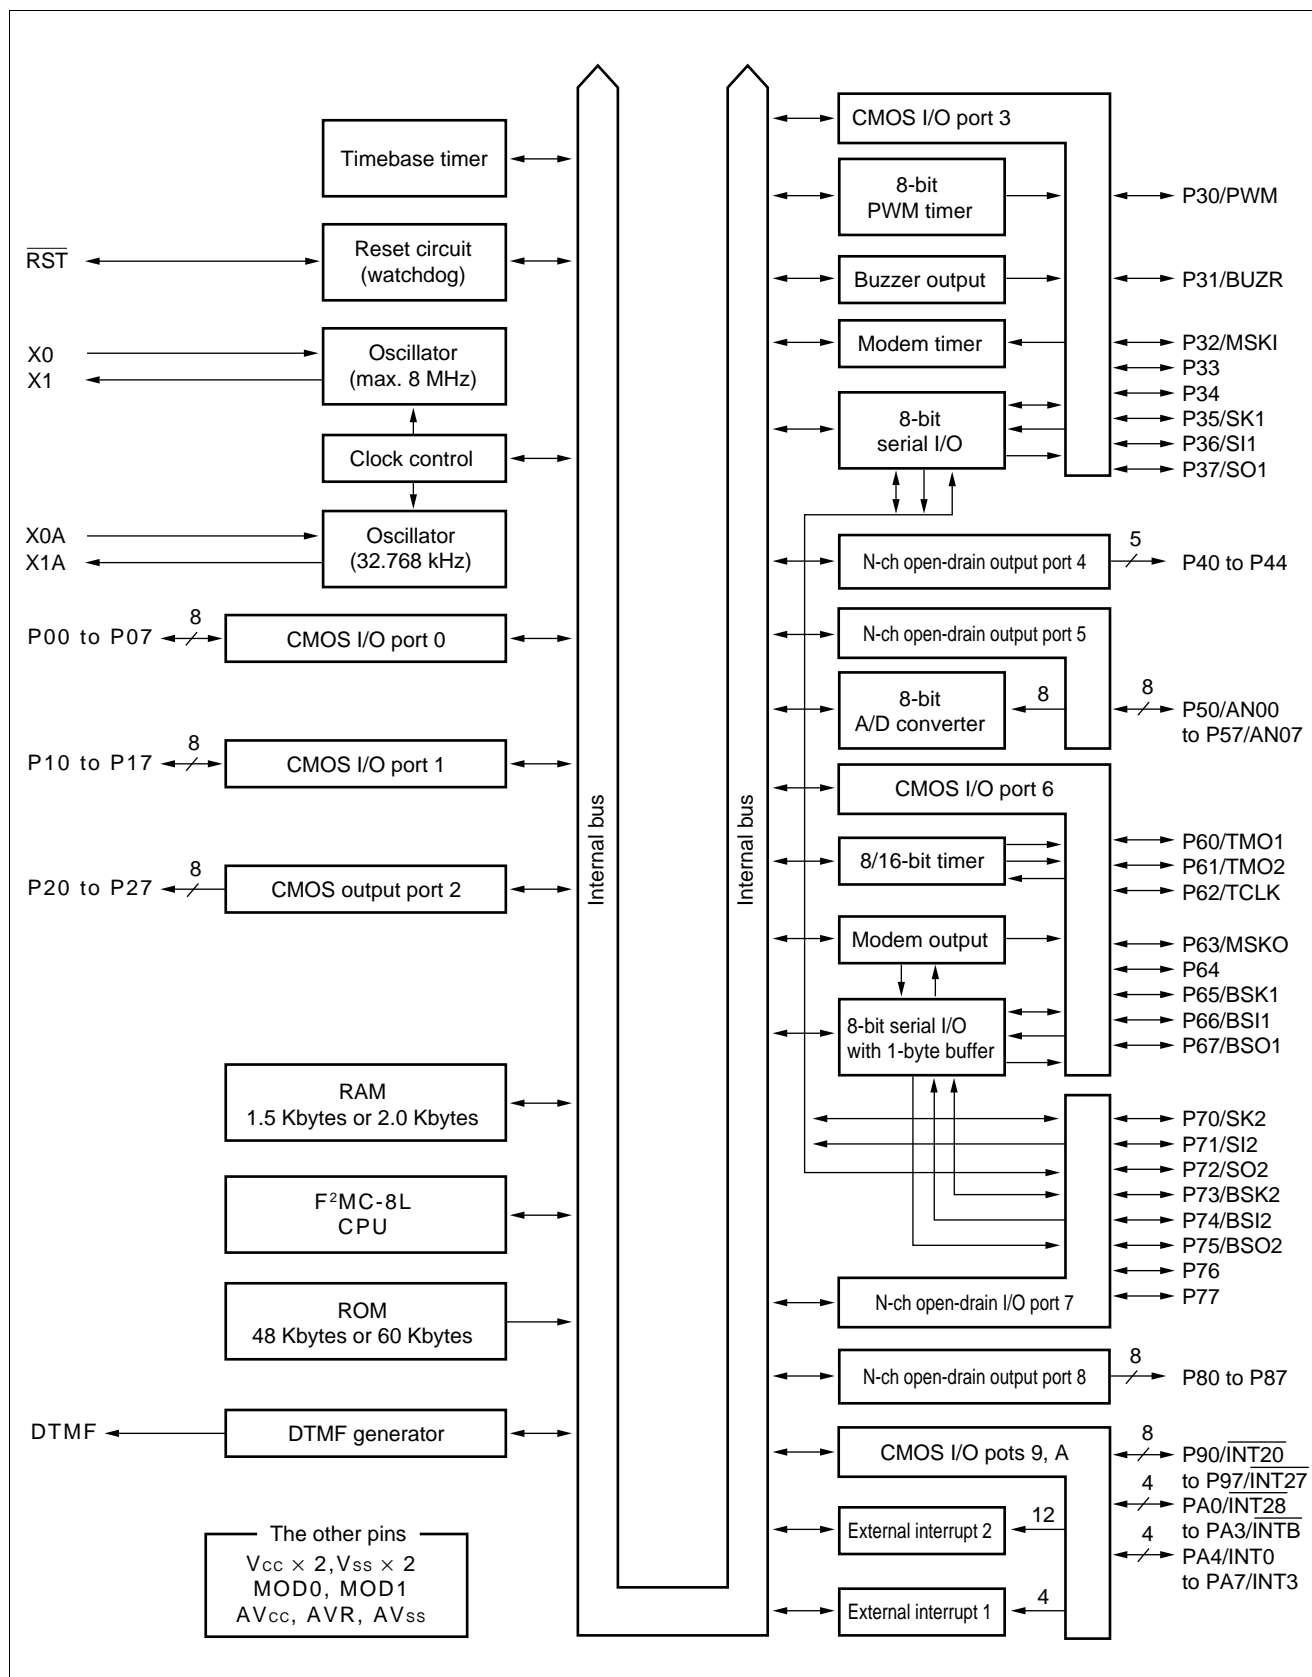 Timebase timer
RST
Reset circuit
(watchdog)
X0
X1
Oscillator
(max. 8 MHz)
Clock control
X0A
X1A
Oscillator
(32.768 kHz)
P00 to P07
8
CMOS I/O port 0
P10 to P17
8
CMOS I/O port 1
P20 to P27
8
CMOS output port 2
RAM
1.5 Kbytes or 2.0 Kbytes
F²MC-8L
CPU
ROM
48 Kbytes or 60 Kbytes
DTMF
DTMF generator
The other pins
VCC × 2, VSS × 2
MOD0, MOD1
AVCC, AVR, AVSS
Internal bus
Internal bus
CMOS I/O port 3
8-bit
PWM timer
P30/PWM
Buzzer output
P31/BUZR
Modem timer
P32/MSKI
P33
P34
8-bit
serial I/O
P35/SK1
P36/SI1
P37/SO1
N-ch open-drain output port 4
5
P40 to P44
N-ch open-drain output port 5
8-bit
A/D converter
8
8
P50/AN00
to P57/AN07
CMOS I/O port 6
8/16-bit timer
P60/TMO1
P61/TMO2
P62/TCLK
Modem output
P63/MSKO
P64
8-bit serial I/O
with 1-byte buffer
P65/BSK1
P66/BSI1
P67/BSO1
P70/SK2
P71/SI2
P72/SO2
P73/BSK2
P74/BSI2
P75/BSO2
P76
P77
N-ch open-drain I/O port 7
N-ch open-drain output port 8
8
P80 to P87
CMOS I/O pots 9, A
8
P90/INT20
to P97/INT27
4
PA0/INT28
to PA3/INTB
4
PA4/INT0
to PA7/INT3
External interrupt 2
12
External interrupt 1
4